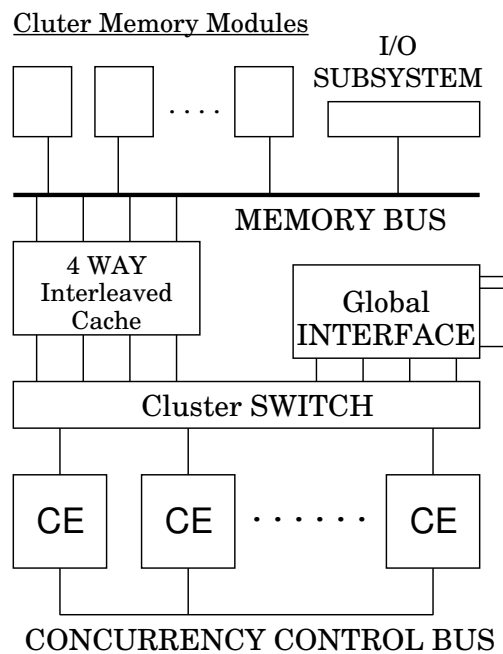 Cluter Memory Modules
I/O
SUBSYSTEM
MEMORY BUS
4 WAY
Interleaved
Cache
Global
INTERFACE
Cluster SWITCH
CE
CE
CE
CONCURRENCY CONTROL BUS